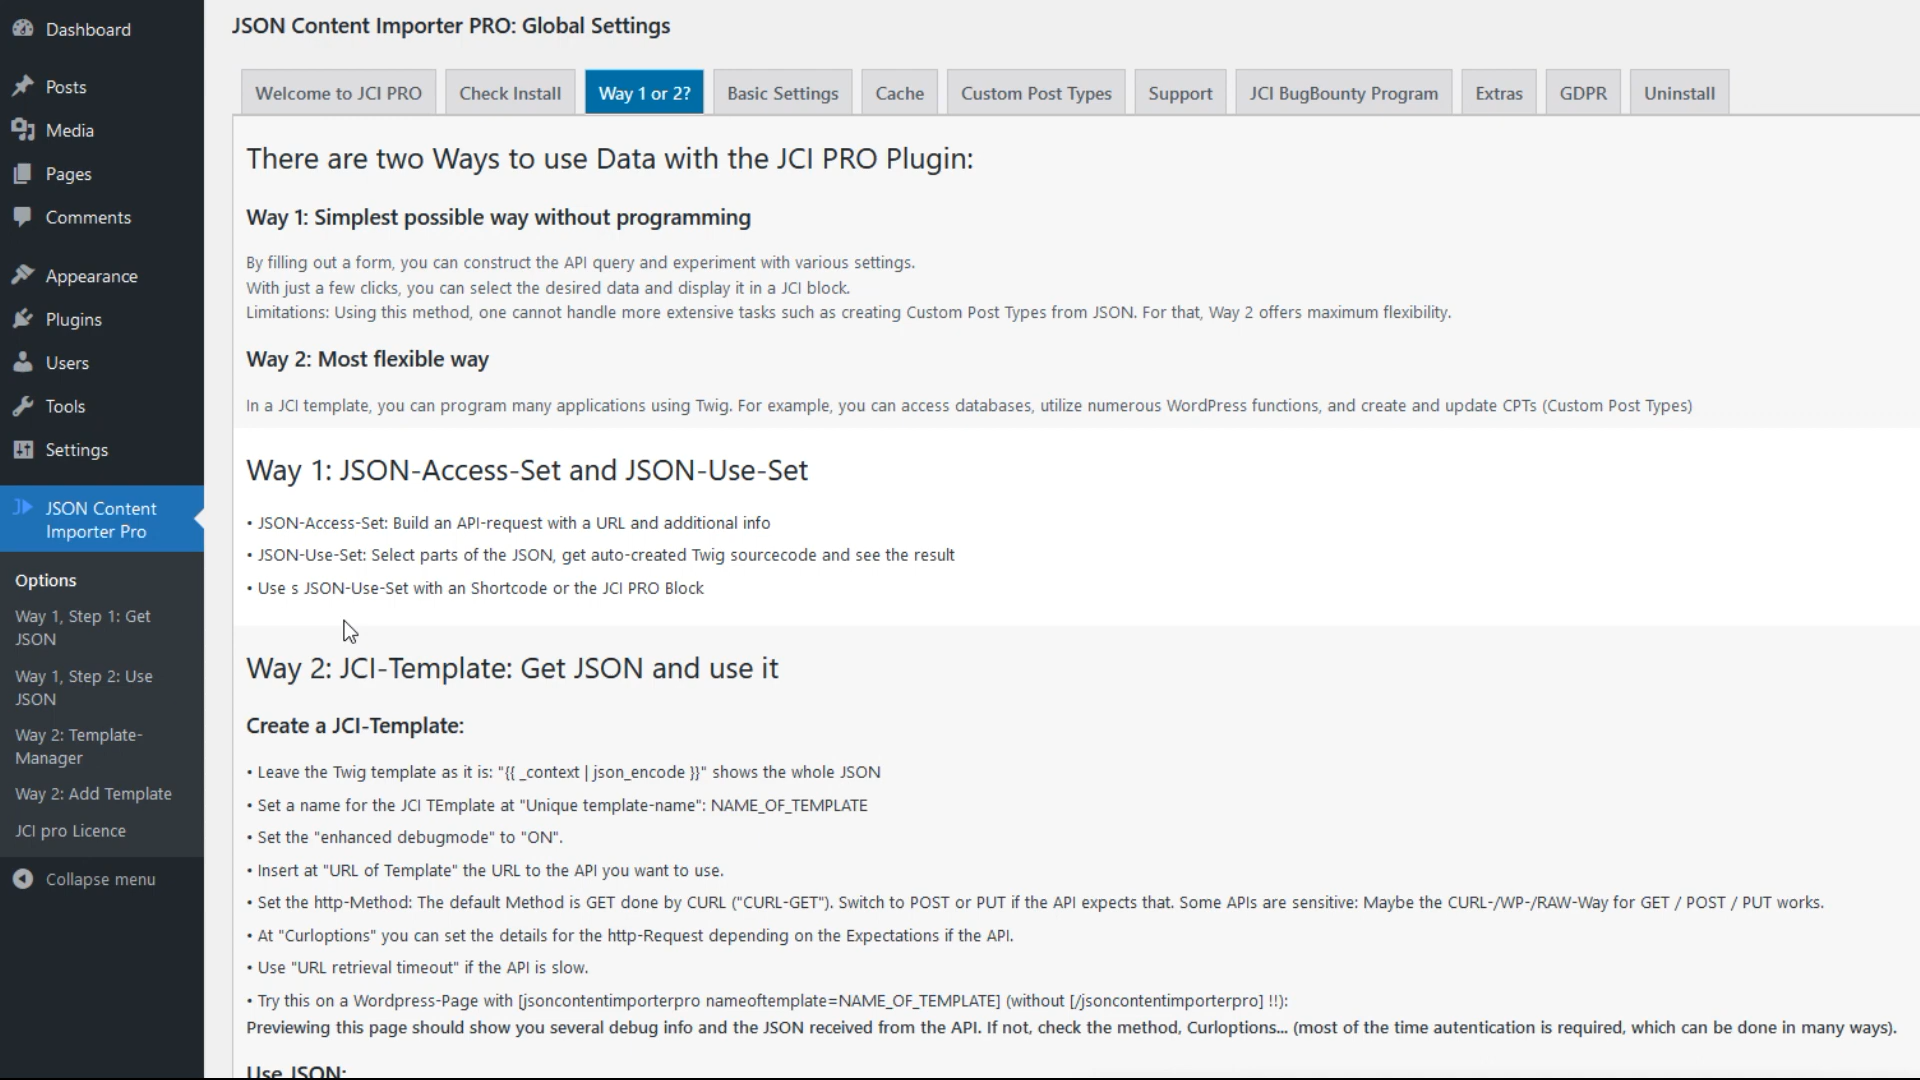 Dashboard
Posts
Media
Pages
Comments
Appearance
Plugins
Users
Tools
Settings
JSON Content
Importer Pro
Options
Way 1, Step 1: Get
JSON
Way 1, Step 2: Use
JSON
Way 2: Template-
Manager
Way 2: Add Template
JCI pro Licence
Collapse menu
JSON Content Importer PRO: Global Settings
Welcome to JCI PRO
Check Install
Way 1 or 2?
Basic Settings
Cache
Custom Post Types
Support
JCI BugBounty Program
Extras
GDPR
Uninstall
There are two Ways to use Data with the JCI PRO Plugin:
Way 1: Simplest possible way without programming
By filling out a form, you can construct the API query and experiment with various settings.
With just a few clicks, you can select the desired data and display it in a JCI block.
Limitations: Using this method, one cannot handle more extensive tasks such as creating Custom Post Types from JSON. For that, Way 2 offers maximum flexibility.
Way 2: Most flexible way
In a JCI template, you can program many applications using Twig. For example, you can access databases, utilize numerous WordPress functions, and create and update CPTs (Custom Post Types)
Way 1: JSON-Access-Set and JSON-Use-Set
• JSON-Access-Set: Build an API-request with a URL and additional info
• JSON-Use-Set: Select parts of the JSON, get auto-created Twig sourcecode and see the result
• Use s JSON-Use-Set with an Shortcode or the JCI PRO Block
Way 2: JCI-Template: Get JSON and use it
Create a JCI-Template:
• Leave the Twig template as it is: "{{ _context | json_encode }}" shows the whole JSON
• Set a name for the JCI TEmplate at "Unique template-name": NAME_OF_TEMPLATE
• Set the "enhanced debugmode" to "ON".
• Insert at "URL of Template" the URL to the API you want to use.
• Set the http-Method: The default Method is GET done by CURL ("CURL-GET"). Switch to POST or PUT if the API expects that. Some APIs are sensitive: Maybe the CURL-/WP-/RAW-Way for GET / POST / PUT works.
• At "Curloptions" you can set the details for the http-Request depending on the Expectations if the API.
• Use "URL retrieval timeout" if the API is slow.
• Try this on a Wordpress-Page with [jsoncontentimporterpro nameoftemplate=NAME_OF_TEMPLATE] (without [/jsoncontentimporterpro] !!):
Previewing this page should show you several debug info and the JSON received from the API. If not, check the method, Curloptions... (most of the time autentication is required, which can be done in many ways).
Use JSON: